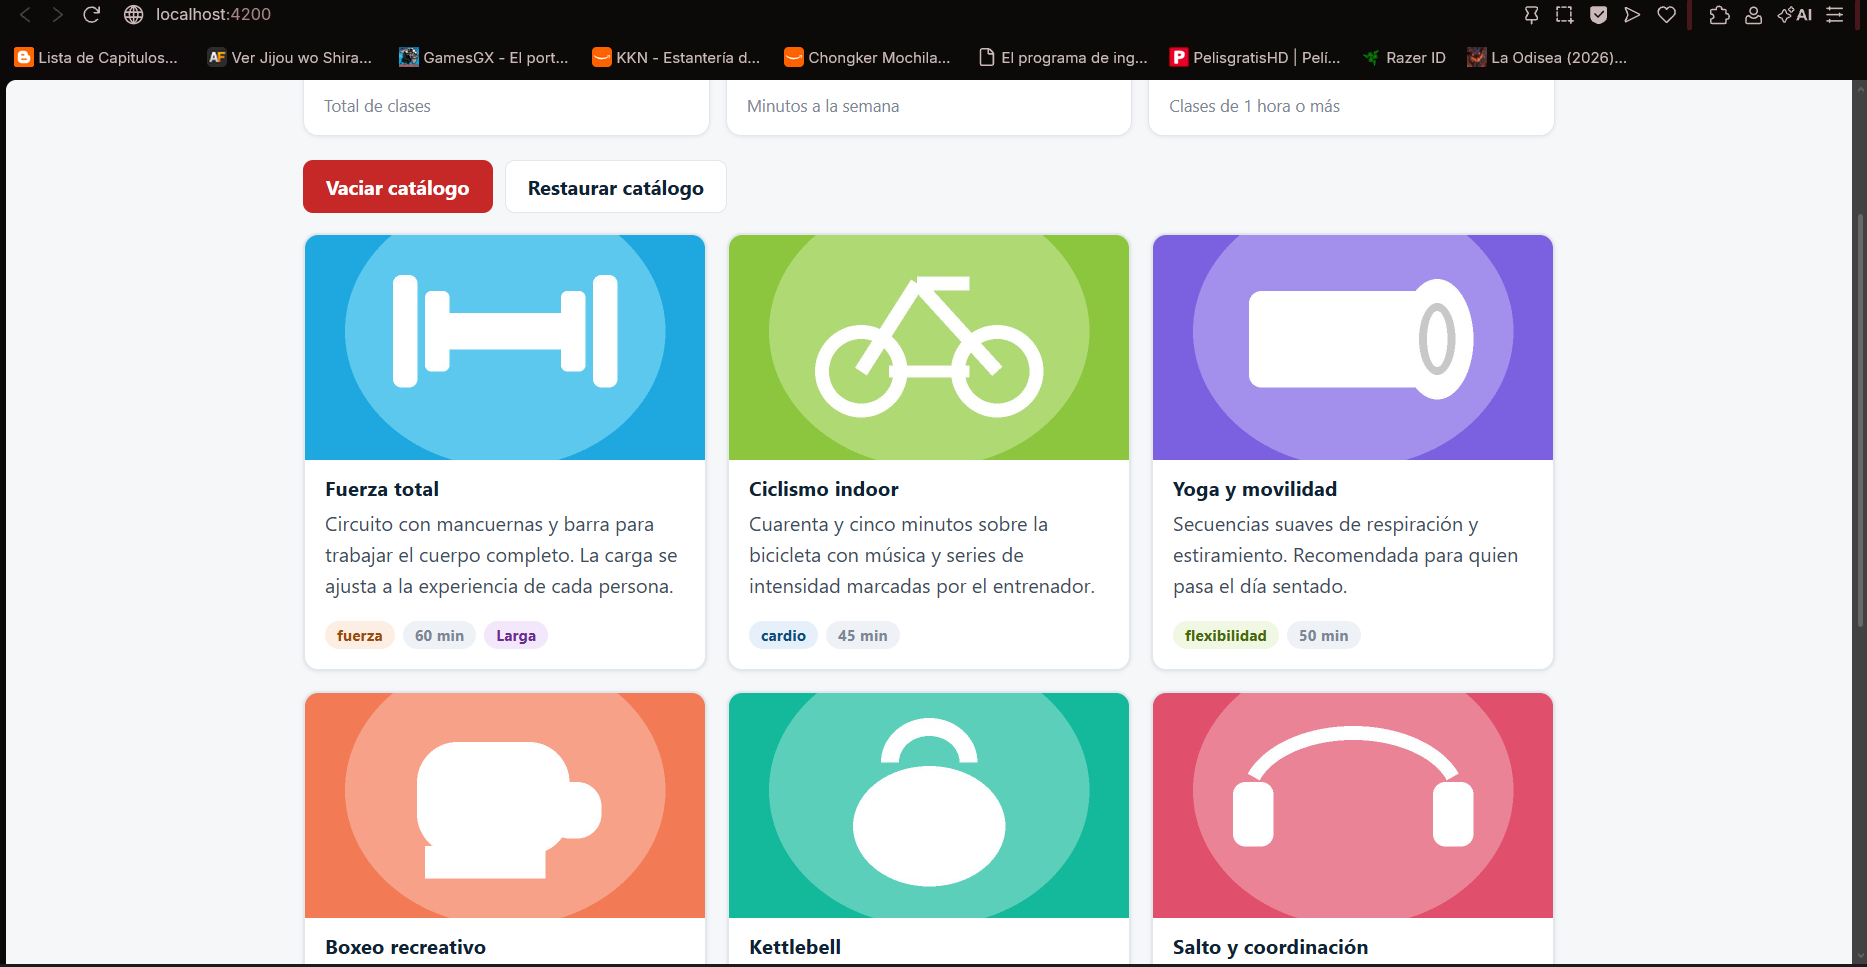 localhost:4200
AI
Lista de Capitulos...
Ver Jijou wo Shira...
GamesGX - El port...
KKN - Estantería d...
Chongker Mochila...
El programa de ing...
PelisgratisHD | Pelí...
Razer ID
La Odisea (2026)...
Total de clases
Minutos a la semana
Clases de 1 hora o más
Vaciar catálogo
Restaurar catálogo
Fuerza total
Circuito con mancuernas y barra para
trabajar el cuerpo completo. La carga se
ajusta a la experiencia de cada persona.
fuerza
60 min
Larga
Ciclismo indoor
Cuarenta y cinco minutos sobre la
bicicleta con música y series de
intensidad marcadas por el entrenador.
cardio
45 min
Yoga y movilidad
Secuencias suaves de respiración y
estiramiento. Recomendada para quien
pasa el día sentado.
flexibilidad
50 min
Boxeo recreativo
Kettlebell
Salto y coordinación